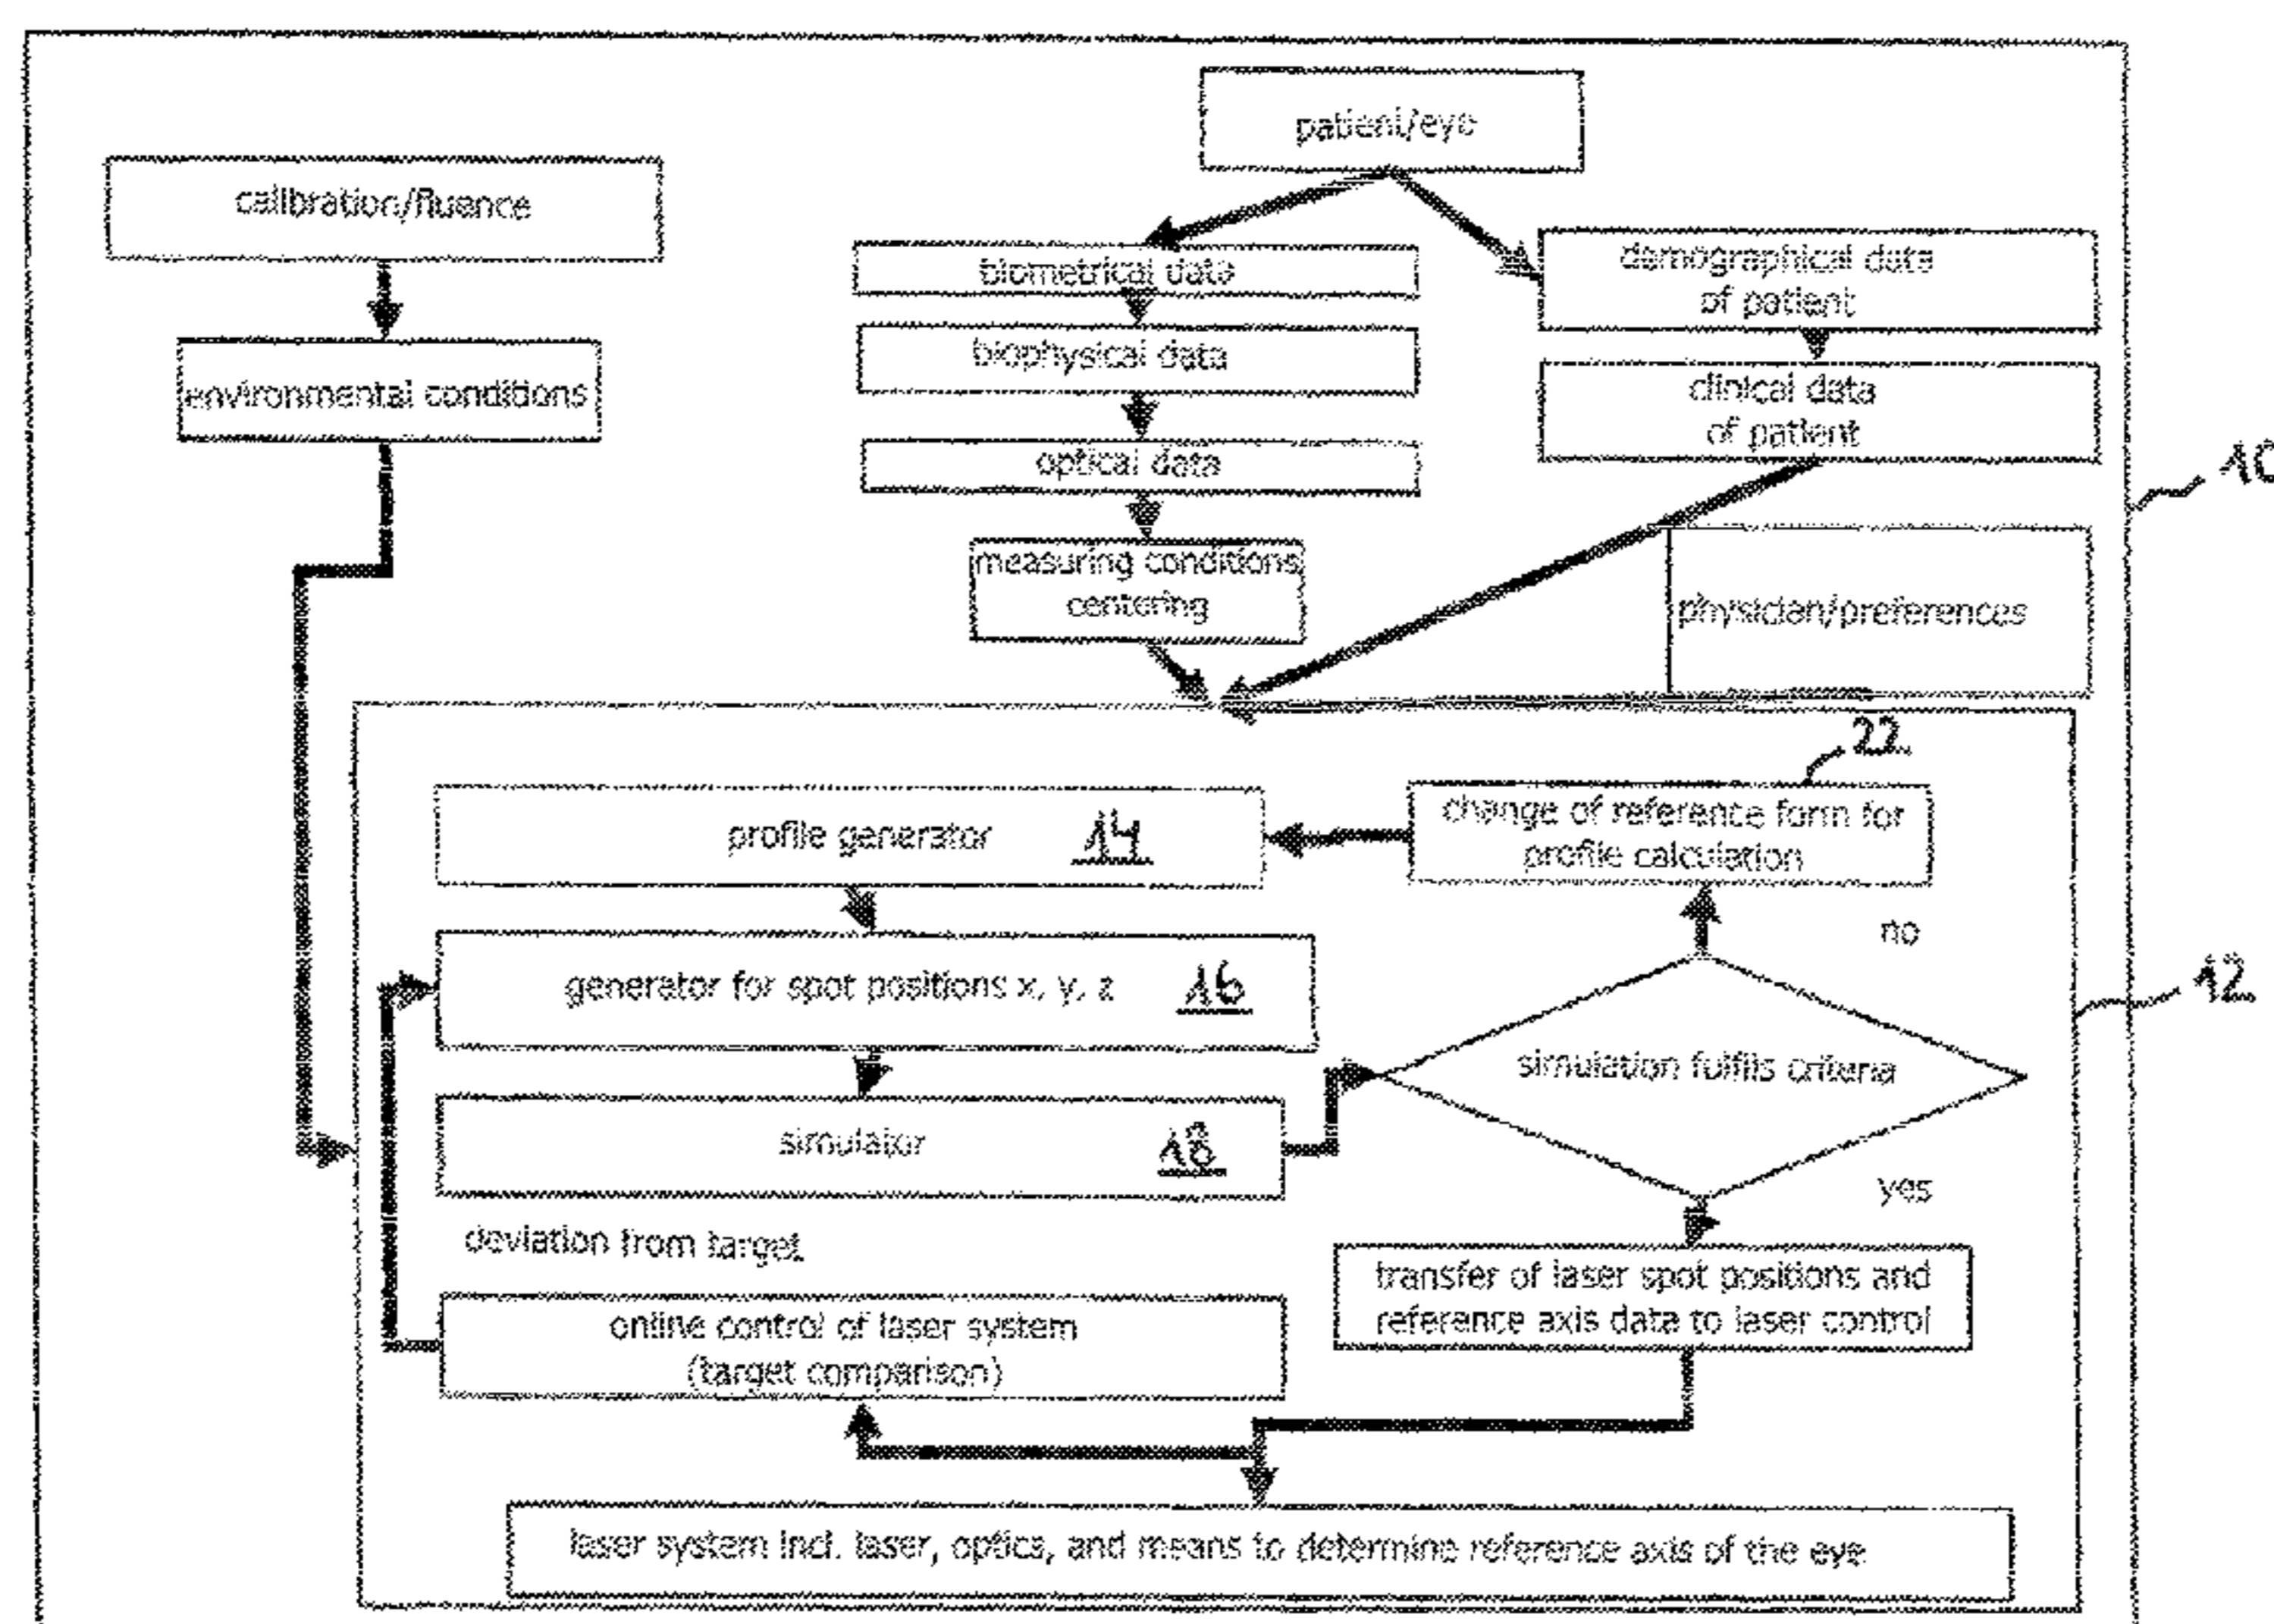 patient/eye
calibration/fluence
biometrical data
demographical data
of patient
biophysical data
environmental conditions
clinical data
of patient
optical data
10
measuring conditions
centering
physician/preferences
22
profile generator 14
change of reference form for
profile calculation
no
generator for spot positions x, y, z 16
12
simulation fulfils criteria
simulator 18
yes
deviation from target
transfer of laser spot positions and
reference axis data to laser control
online control of laser system
(target comparison)
laser system incl. laser, optics, and means to determine reference axis of the eye